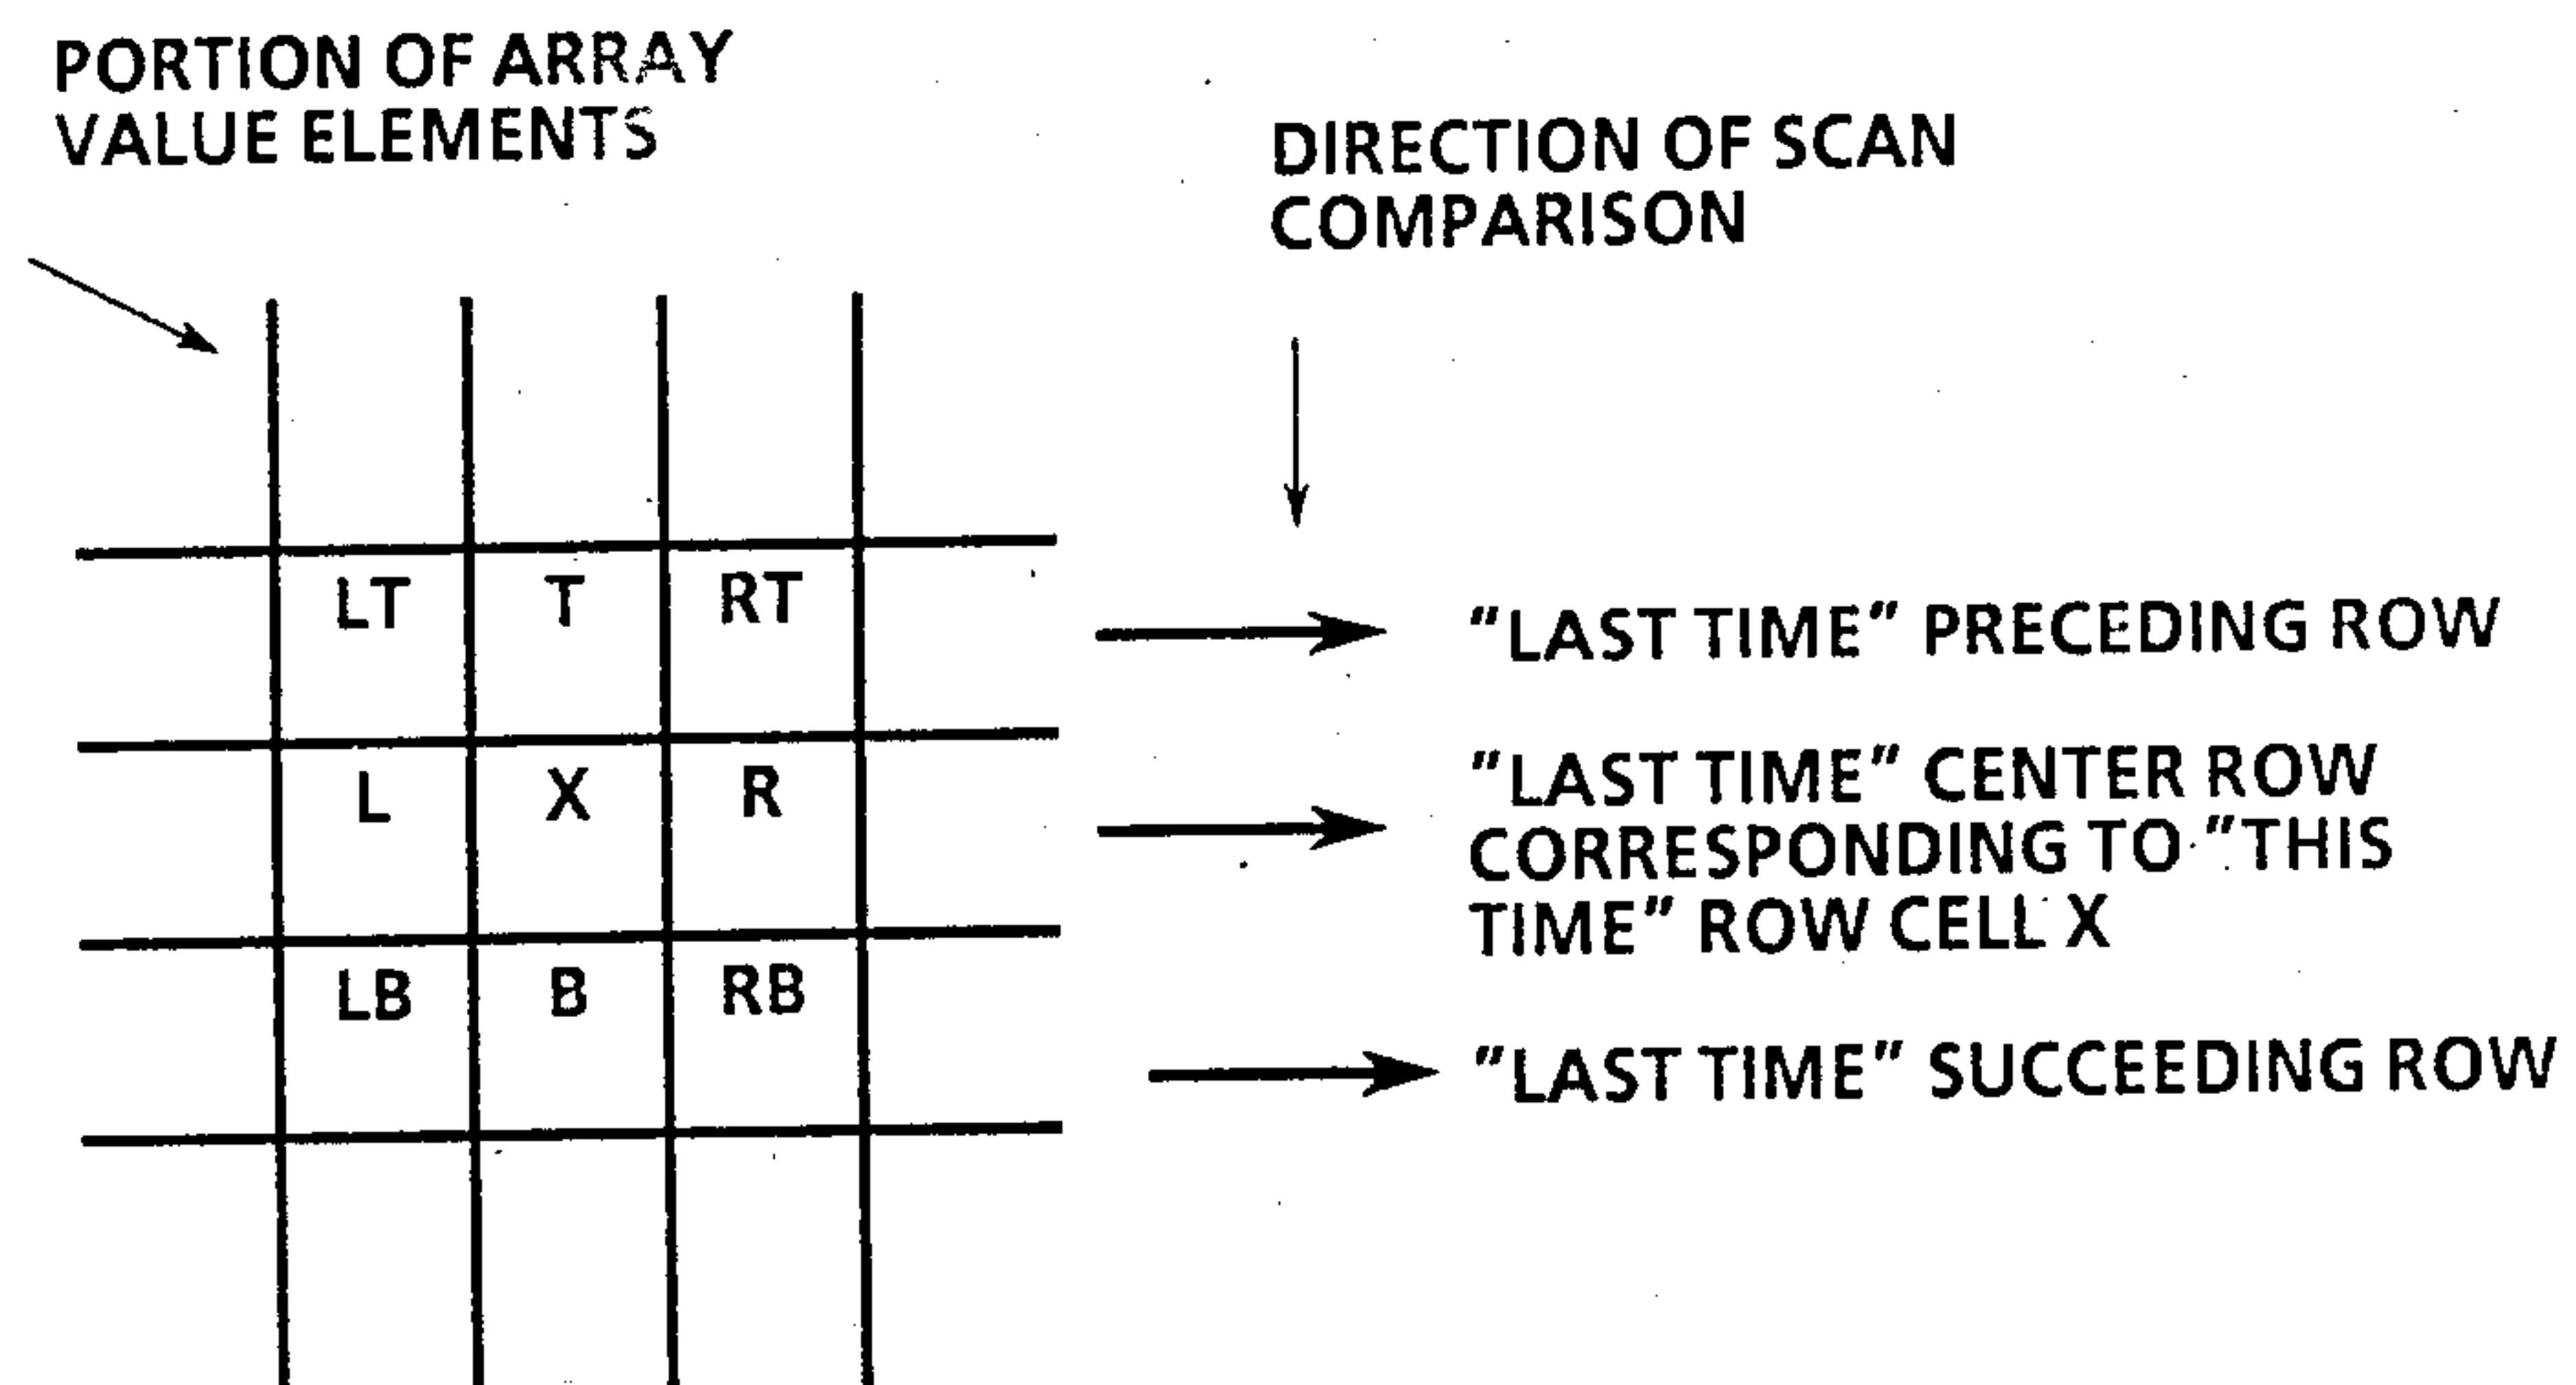 PORTION OF ARRAY
VALUE ELEMENTS
DIRECTION OF SCAN
COMPARISON
LT T RT
"LAST TIME" PRECEDING ROW
L X R
"LAST TIME" CENTER ROW
CORRESPONDING TO "THIS
TIME" ROW CELL X
LB B RB
"LAST TIME" SUCCEEDING ROW